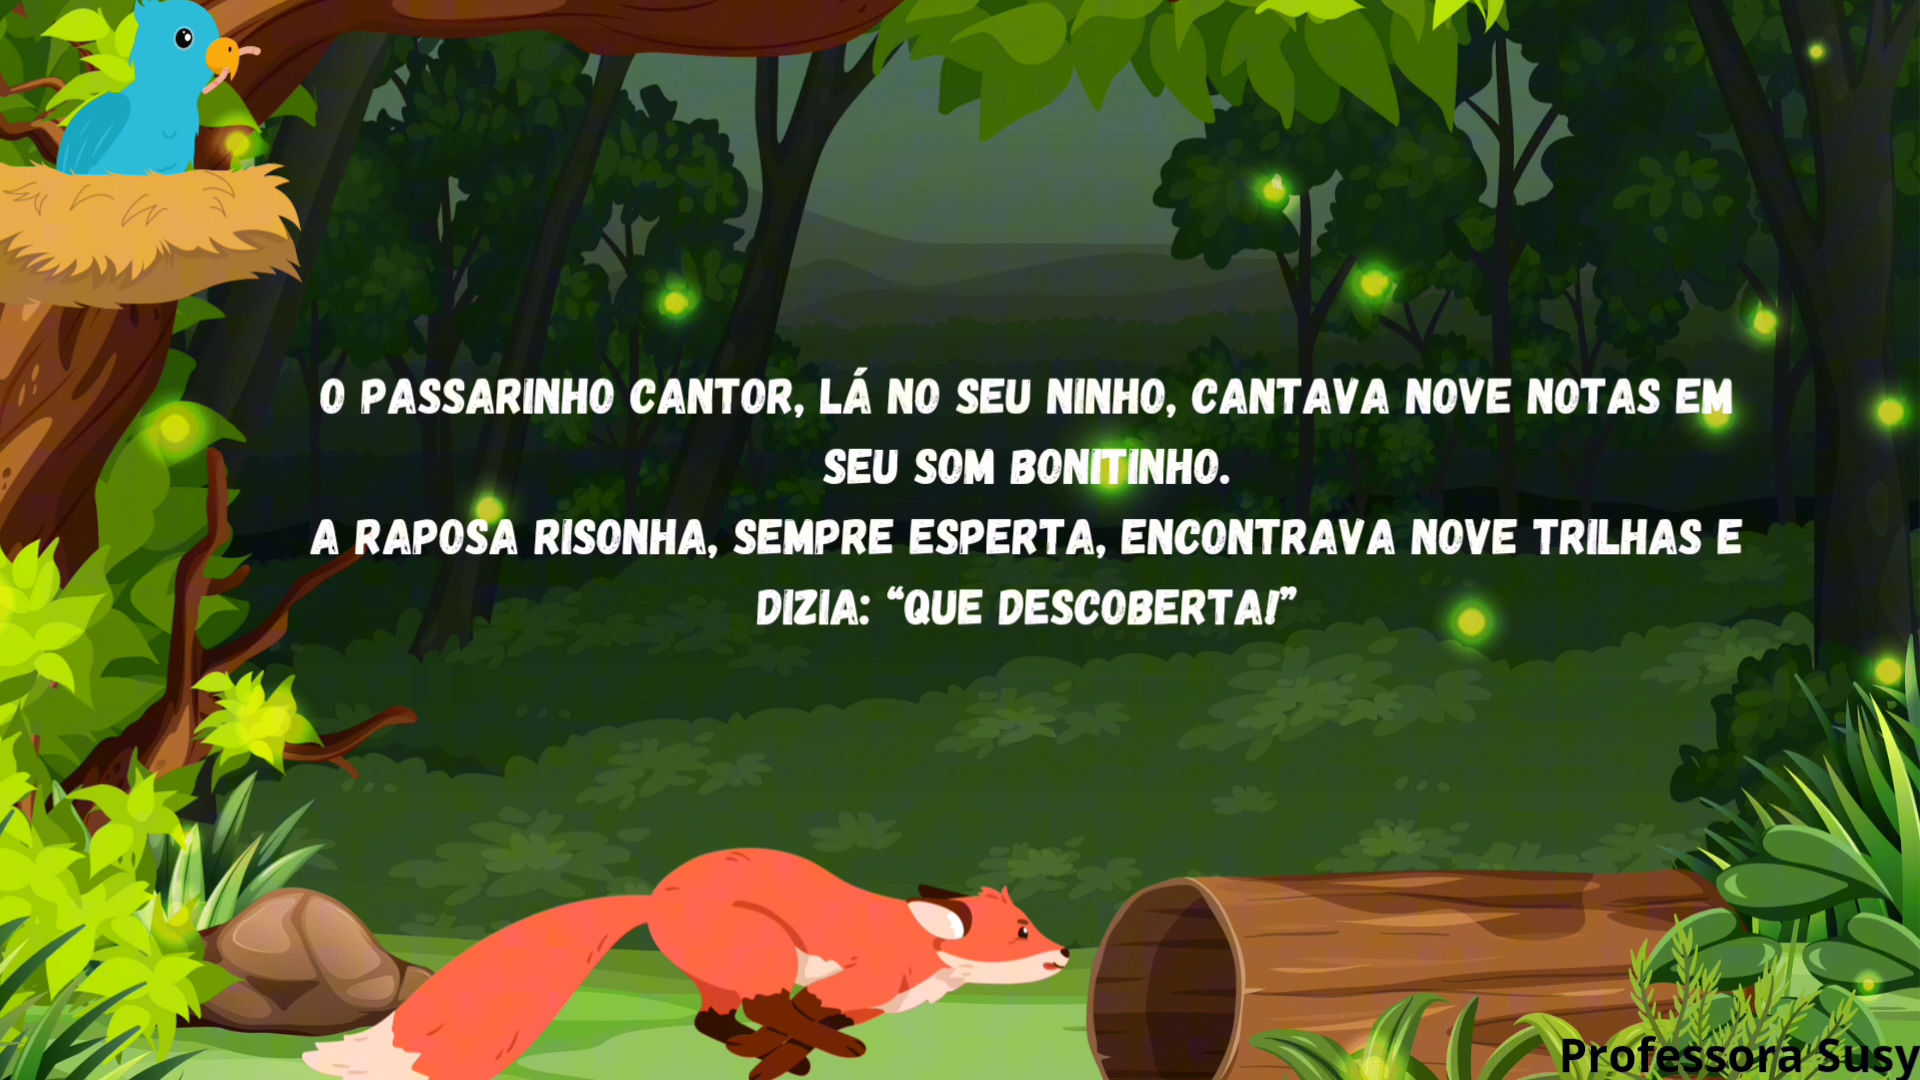 O PASSARINHO CANTOR, LÁ NO SEU NINHO, CANTAVA NOVE NOTAS EM
SEU SOM BONITINHO.
A RAPOSA RISONHA, SEMPRE ESPERTA, ENCONTRAVA NOVE TRILHAS E
DIZIA: “QUE DESCOBERTA!”
Professora Susy